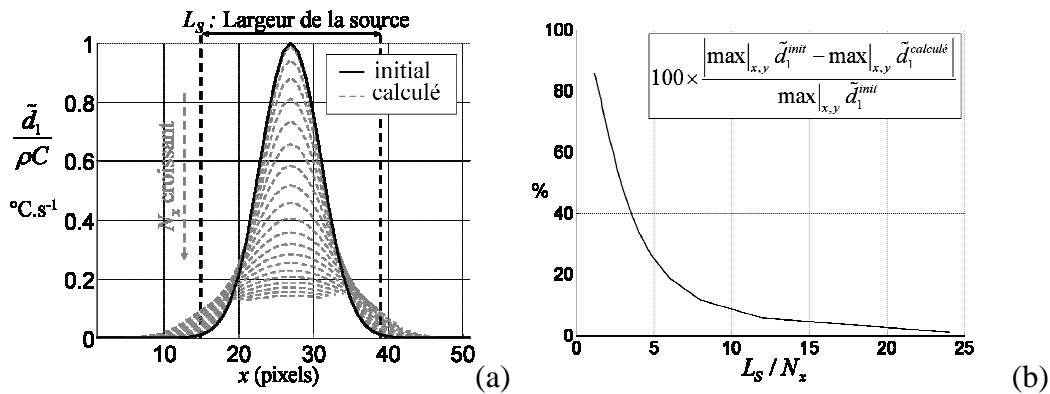 L_S : Largeur de la source
1
0.8
0.6
0.4
0.2
0
d̃_1 / ρC
°C.s⁻¹
N_x croissant
initial
calculé
10 20 30 40 50
x (pixels)
(a)
100
80
60
40
20
0
%
100 × | max|_{x,y} d̃_1^{init} − max|_{x,y} d̃_1^{calculé} | / max|_{x,y} d̃_1^{init}
0 5 10 15 20 25
L_S / N_x
(b)